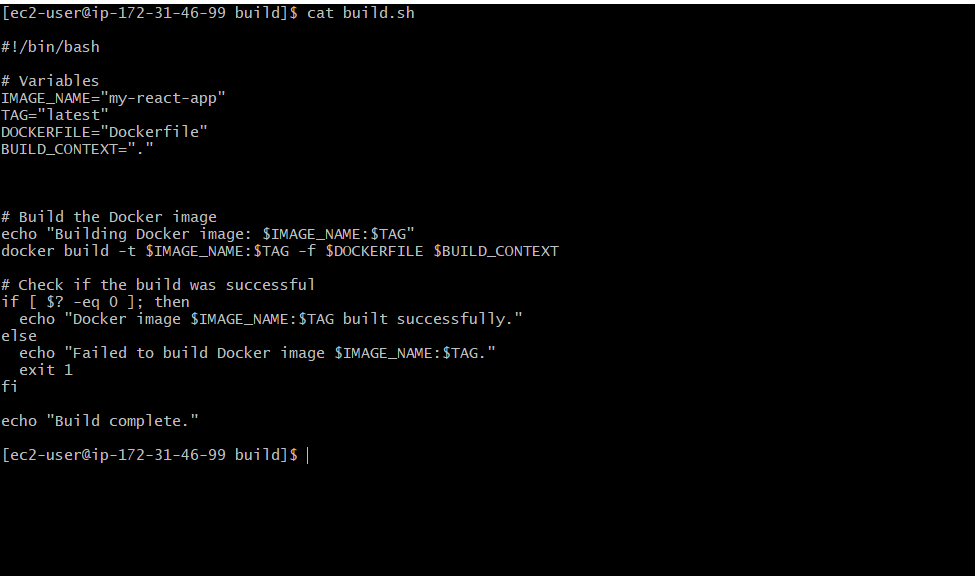 [ec2-user@ip-172-31-46-99 build]$ cat build.sh
#!/bin/bash
# Variables
IMAGE_NAME="my-react-app"
TAG="latest"
DOCKERFILE="Dockerfile"
BUILD_CONTEXT="."
# Build the Docker image
echo "Building Docker image: $IMAGE_NAME:$TAG"
docker build -t $IMAGE_NAME:$TAG -f $DOCKERFILE $BUILD_CONTEXT
# Check if the build was successful
if [ $? -eq 0 ]; then
  echo "Docker image $IMAGE_NAME:$TAG built successfully."
else
  echo "Failed to build Docker image $IMAGE_NAME:$TAG."
  exit 1
fi
echo "Build complete."
[ec2-user@ip-172-31-46-99 build]$